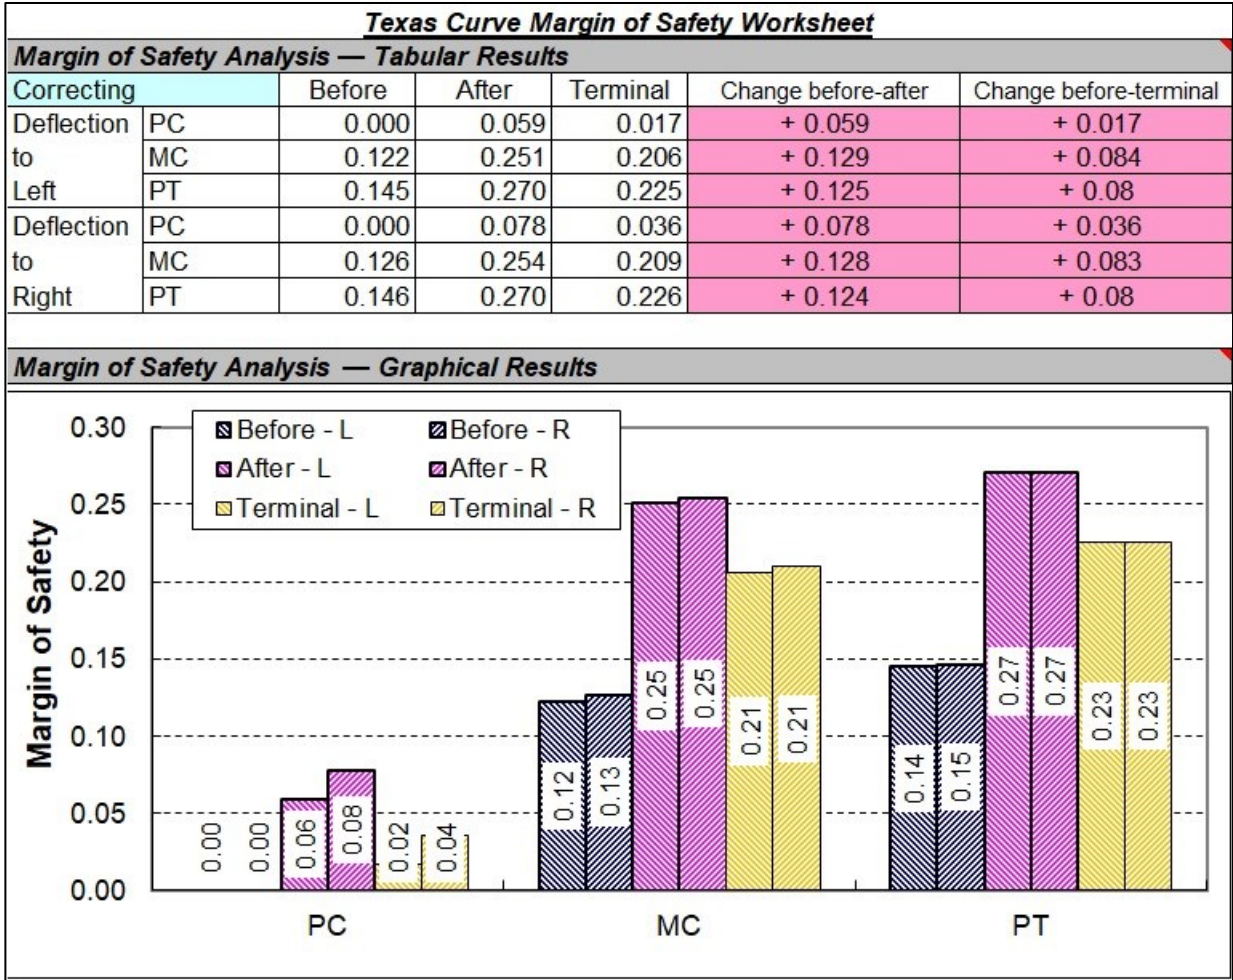 Texas Curve Margin of Safety Worksheet
Margin of Safety Analysis — Tabular Results
Correcting Before After Terminal Change before-after Change before-terminal
Deflection PC 0.000 0.059 0.017 + 0.059 + 0.017
to MC 0.122 0.251 0.206 + 0.129 + 0.084
Left PT 0.145 0.270 0.225 + 0.125 + 0.08
Deflection PC 0.000 0.078 0.036 + 0.078 + 0.036
to MC 0.126 0.254 0.209 + 0.128 + 0.083
Right PT 0.146 0.270 0.226 + 0.124 + 0.08
Margin of Safety Analysis — Graphical Results
Before - L Before - R
After - L After - R
Terminal - L Terminal - R
Margin of Safety
0.30
0.25
0.20
0.15
0.10
0.05
0.00
0.00 0.00 0.06 0.08 0.02 0.04
0.12 0.13 0.25 0.25 0.21 0.21
0.14 0.15 0.27 0.27 0.23 0.23
PC MC PT